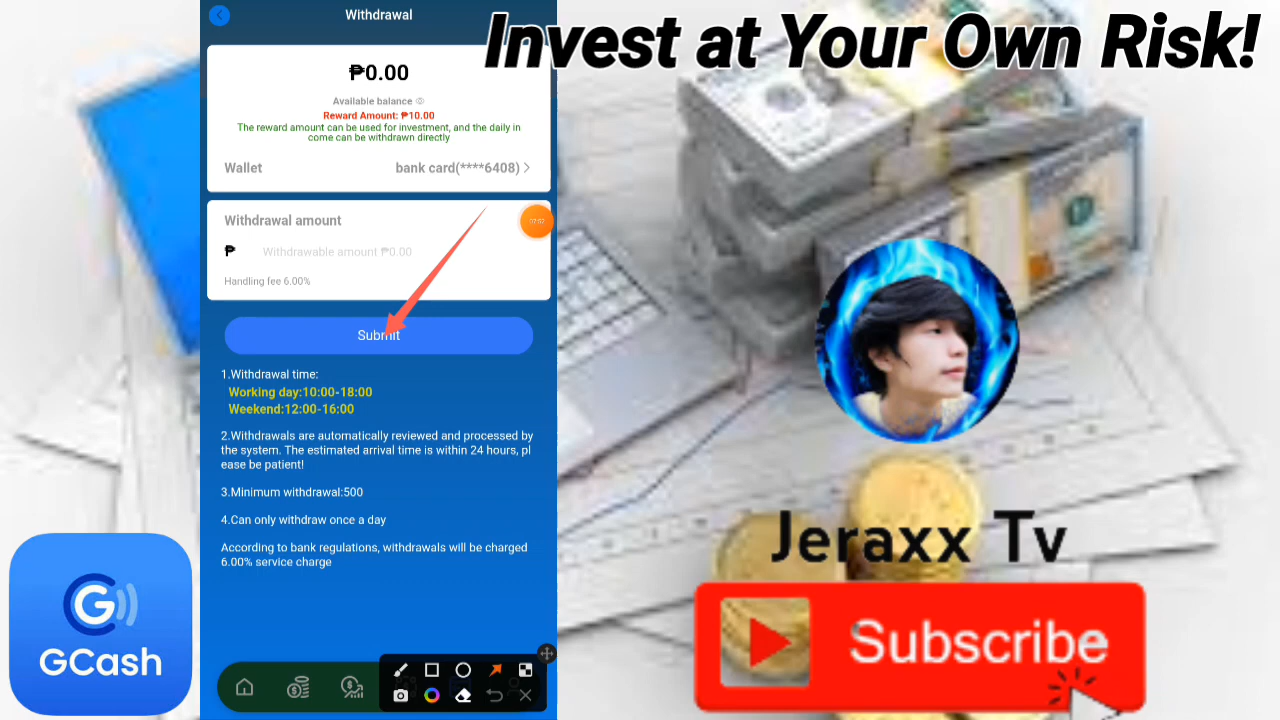 Withdrawal
Invest at Your Own Risk!
₱0.00
Available balance
Reward Amount: ₱10.00
The reward amount can be used for investment, and the daily in
come can be withdrawn directly
Wallet
bank card(****6408)
Withdrawal amount
07:52
₱
Withdrawable amount ₱0.00
Handling fee 6.00%
Submit
1.Withdrawal time:
Working day:10:00-18:00
Weekend:12:00-16:00
2.Withdrawals are automatically reviewed and processed by
the system. The estimated arrival time is within 24 hours, pl
ease be patient!
3.Minimum withdrawal:500
4.Can only withdraw once a day
According to bank regulations, withdrawals will be charged
6.00% service charge
G
GCash
Jeraxx Tv
Subscribe